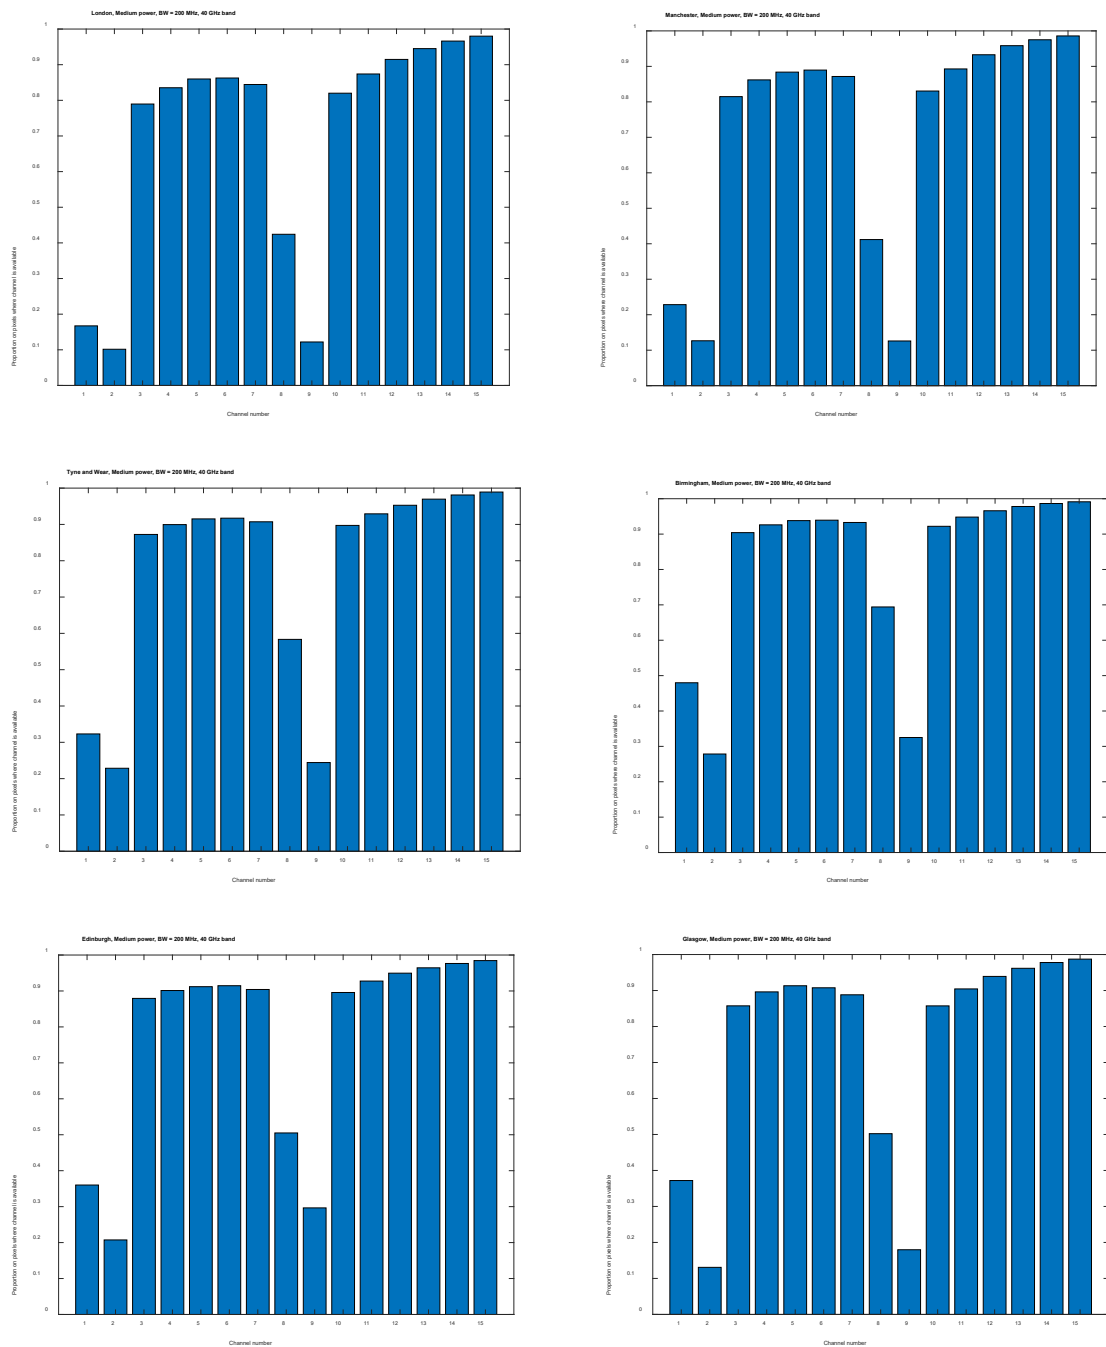 London, Medium power, BW = 200 MHz, 40 GHz band
1
0.9
0.8
0.7
0.6
0.5
0.4
0.3
0.2
0.1
0
Proportion on pixels where channel is available
1 2 3 4 5 6 7 8 9 10 11 12 13 14 15
Channel number
Manchester, Medium power, BW = 200 MHz, 40 GHz band
1
0.9
0.8
0.7
0.6
0.5
0.4
0.3
0.2
0.1
0
Proportion on pixels where channel is available
1 2 3 4 5 6 7 8 9 10 11 12 13 14 15
Channel number
Tyne and Wear, Medium power, BW = 200 MHz, 40 GHz band
1
0.9
0.8
0.7
0.6
0.5
0.4
0.3
0.2
0.1
0
Proportion on pixels where channel is available
1 2 3 4 5 6 7 8 9 10 11 12 13 14 15
Channel number
Birmingham, Medium power, BW = 200 MHz, 40 GHz band
1
0.9
0.8
0.7
0.6
0.5
0.4
0.3
0.2
0.1
0
Proportion on pixels where channel is available
1 2 3 4 5 6 7 8 9 10 11 12 13 14 15
Channel number
Edinburgh, Medium power, BW = 200 MHz, 40 GHz band
1
0.9
0.8
0.7
0.6
0.5
0.4
0.3
0.2
0.1
0
Proportion on pixels where channel is available
1 2 3 4 5 6 7 8 9 10 11 12 13 14 15
Channel number
Glasgow, Medium power, BW = 200 MHz, 40 GHz band
1
0.9
0.8
0.7
0.6
0.5
0.4
0.3
0.2
0.1
0
Proportion on pixels where channel is available
1 2 3 4 5 6 7 8 9 10 11 12 13 14 15
Channel number